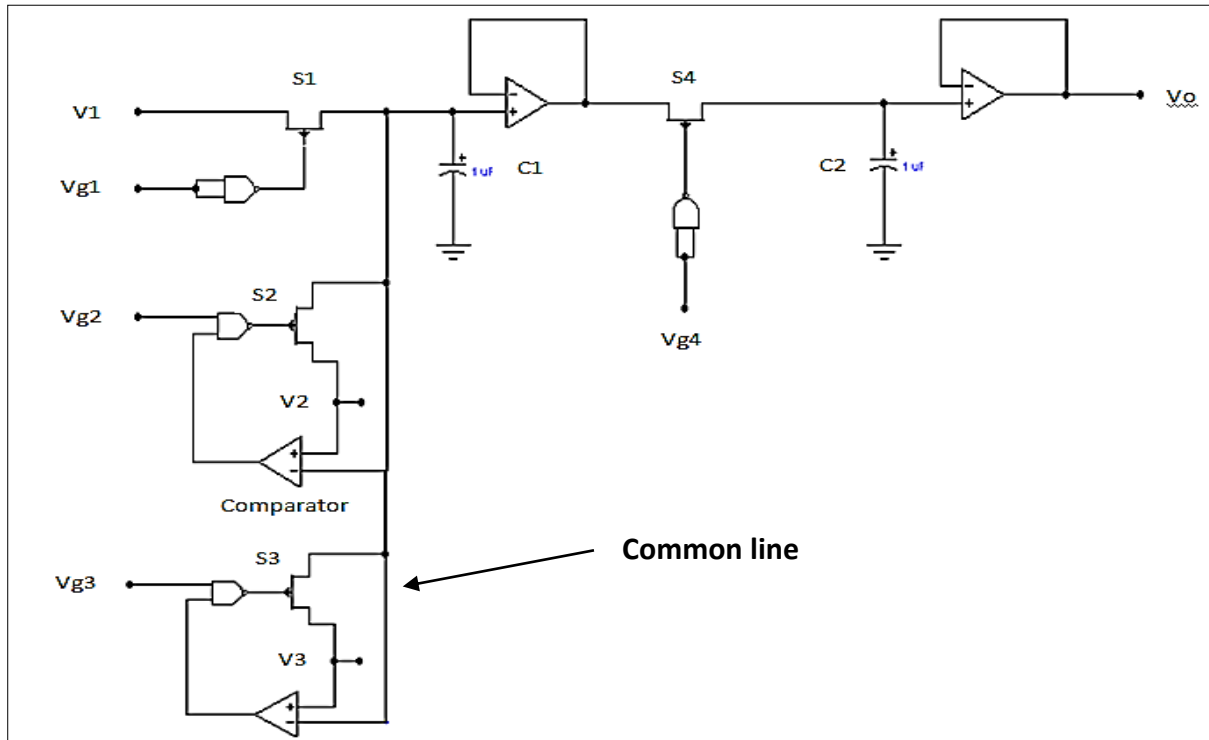 S1
S4
V1
Vo
Vg1
1uF
C1
C2
1uF
S2
Vg2
Vg4
V2
- +
Comparator
S3
Common line
Vg3
V3